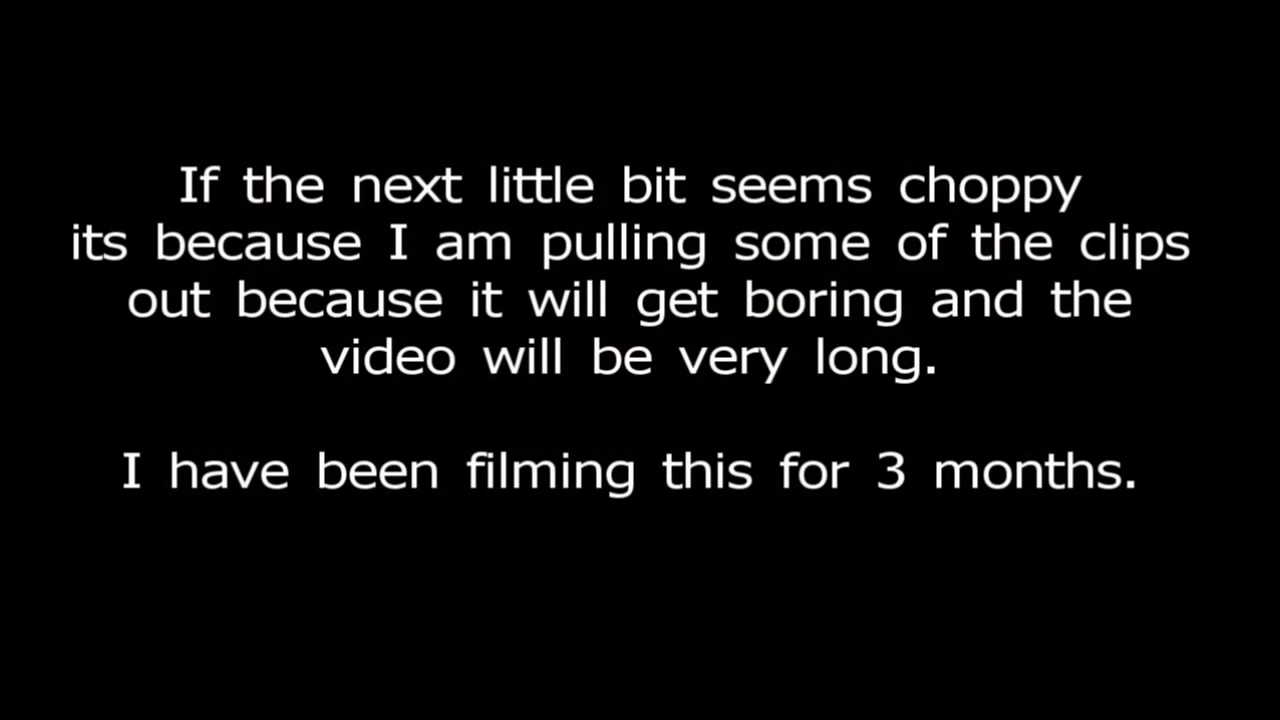 If the next little bit seems choppy
its because I am pulling some of the clips
out because it will get boring and the
video will be very long.
I have been filming this for 3 months.